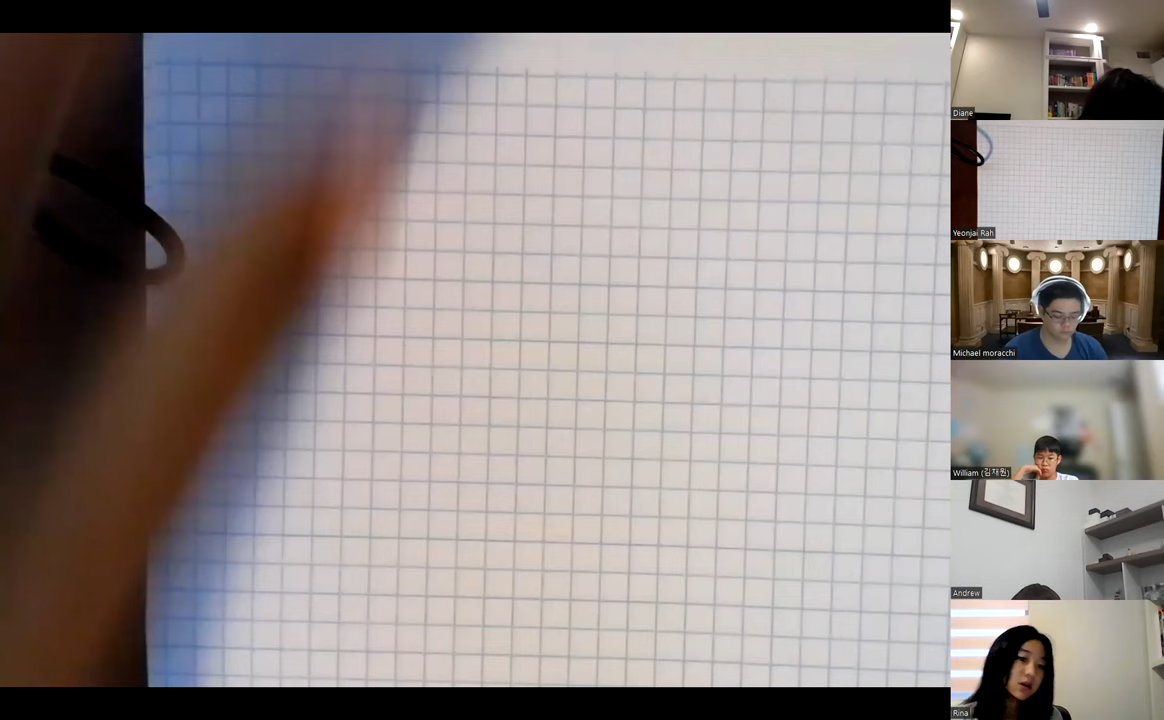 Diane
Yeonjai Rah
Michael moracchi
William (김재원)
Andrew
Rina